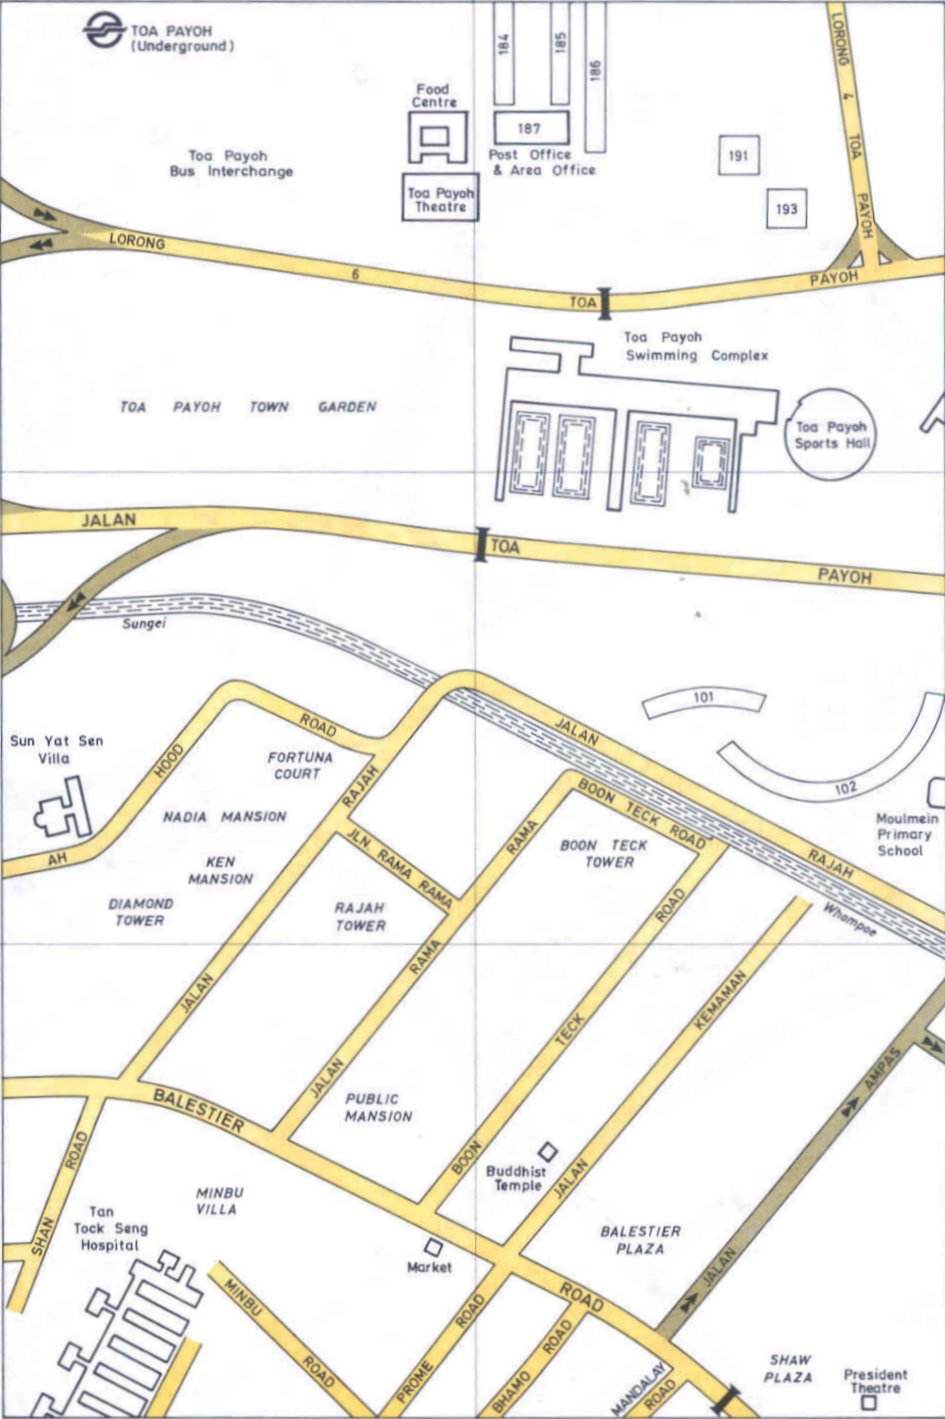 TOA PAYOH
(Underground)
184
185
186
LORONG 4 TOA PAYOH
Food
Centre
187
Post Office
& Area Office
Toa Payoh
Bus Interchange
Toa Payoh
Theatre
191
193
LORONG 6 TOA PAYOH
Toa Payoh
Swimming Complex
TOA PAYOH TOWN GARDEN
Toa Payoh
Sports Hall
JALAN TOA PAYOH
Sungei
Whompoe
101
102
JALAN RAJAH
Sun Yat Sen
Villa
AH HOOD ROAD
FORTUNA
COURT
NADIA MANSION
KEN
MANSION
DIAMOND
TOWER
JALAN RAJAH
JLN. RAMA RAMA
RAJAH
TOWER
JALAN RAMA RAMA
BOON TECK ROAD
BOON TECK
TOWER
BOON TECK ROAD
Moulmein
Primary
School
JALAN KEMAMAN
JALAN AMPAS
PUBLIC
MANSION
BALESTIER ROAD
SHAN ROAD
MINBU
VILLA
Tan
Tock Seng
Hospital
Buddhist
Temple
Market
BALESTIER
PLAZA
MINBU ROAD
PROME ROAD
BHAMO ROAD
MANDALAY
ROAD
SHAW
PLAZA
President
Theatre